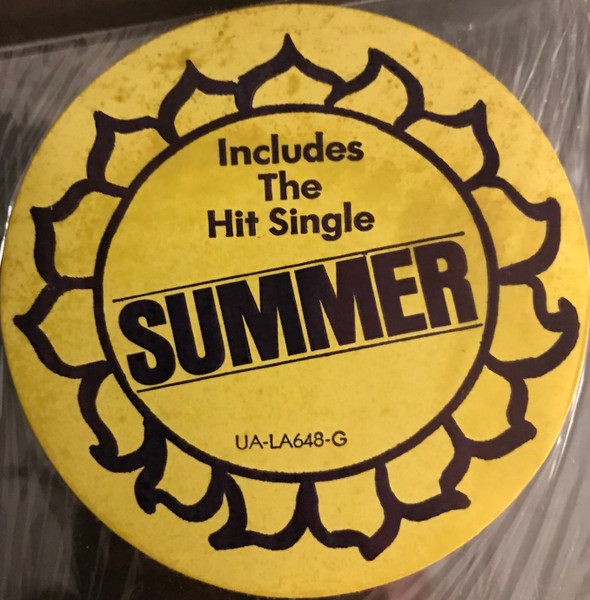 Includes
The
Hit Single
SUMMER
UA-LA648-G